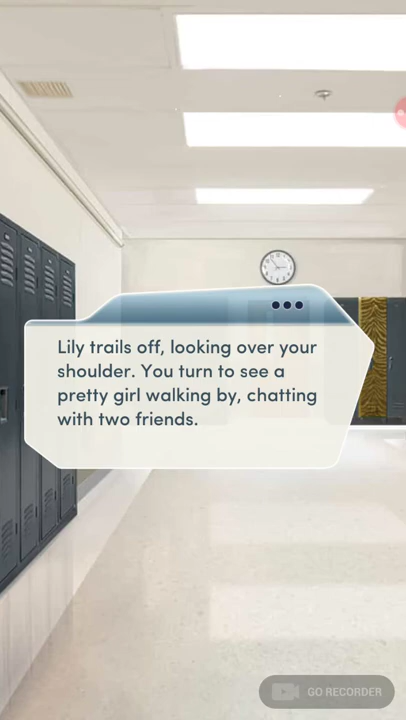 Lily trails off, looking over your
shoulder. You turn to see a
pretty girl walking by, chatting
with two friends.
GO RECORDER